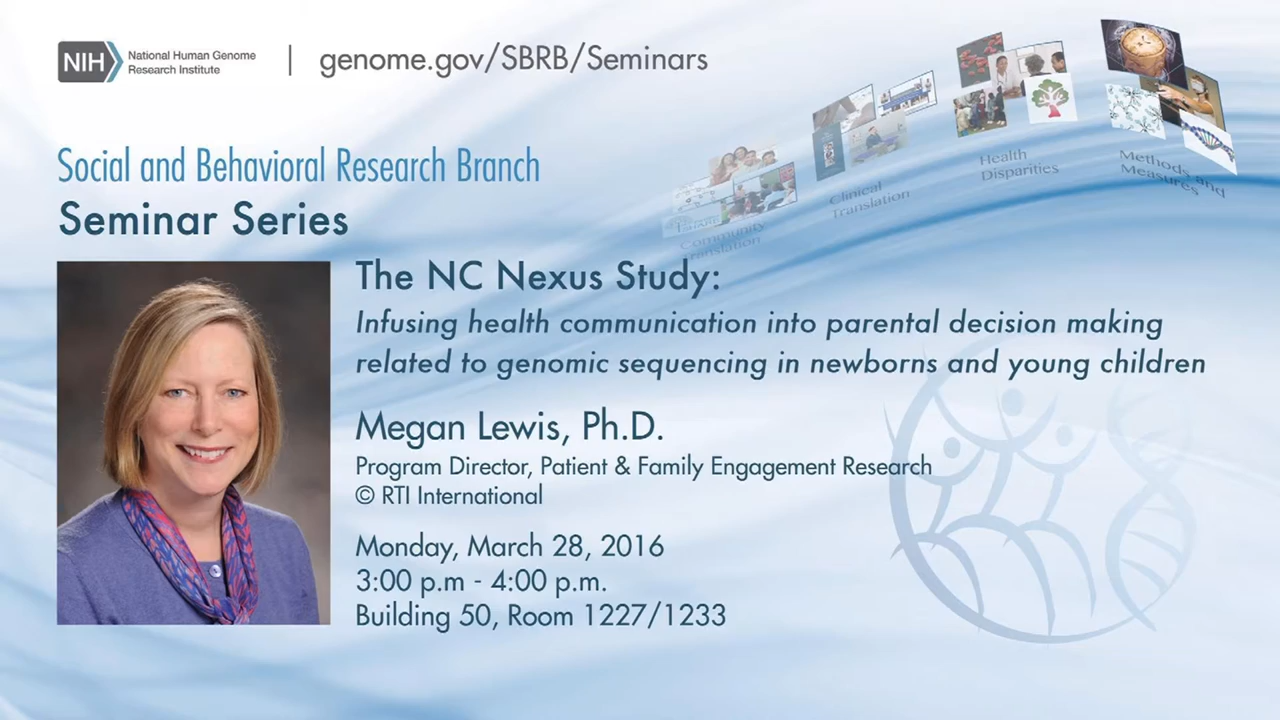 NIH National Human Genome
Research Institute
genome.gov/SBRB/Seminars
Social and Behavioral Research Branch
Seminar Series
Community
Translation
Clinical
Translation
Health
Disparities
Methods and
Measures
The NC Nexus Study:
Infusing health communication into parental decision making
related to genomic sequencing in newborns and young children
Megan Lewis, Ph.D.
Program Director, Patient & Family Engagement Research
© RTI International
Monday, March 28, 2016
3:00 p.m - 4:00 p.m.
Building 50, Room 1227/1233